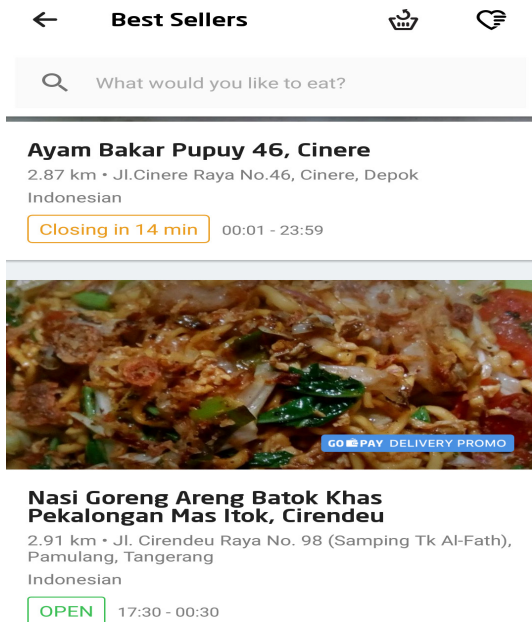 Best Sellers
What would you like to eat?
Ayam Bakar Pupuy 46, Cinere
2.87 km • Jl.Cinere Raya No.46, Cinere, Depok
Indonesian
Closing in 14 min 00:01 - 23:59
GO PAY DELIVERY PROMO
Nasi Goreng Areng Batok Khas
Pekalongan Mas Itok, Cirendeu
2.91 km • Jl. Cirendeu Raya No. 98 (Samping Tk Al-Fath),
Pamulang, Tangerang
Indonesian
OPEN 17:30 - 00:30